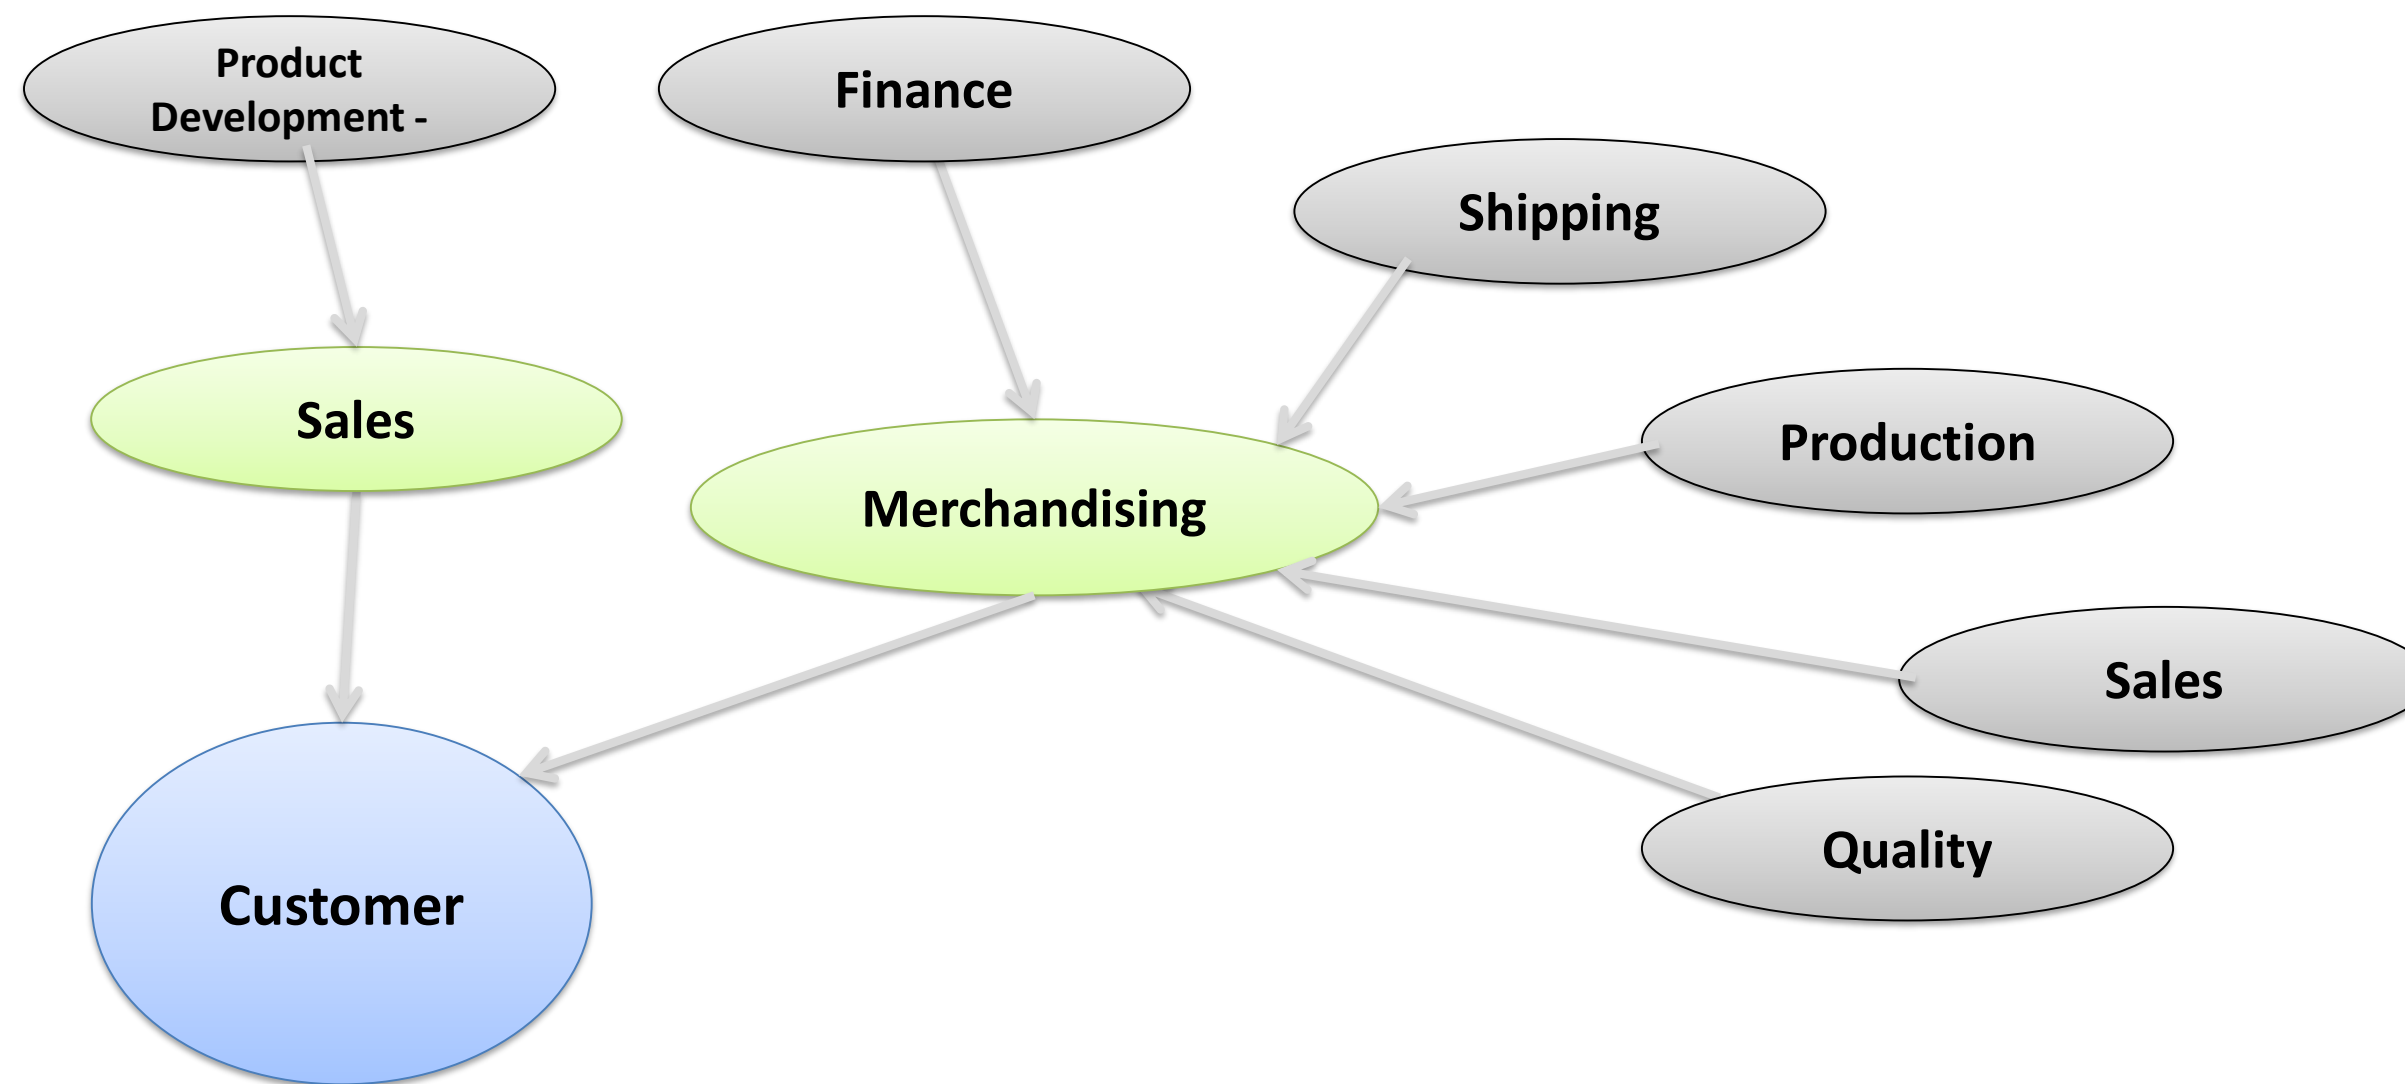 Product
Development -
Finance
Shipping
Sales
Production
Merchandising
Sales
Quality
Customer